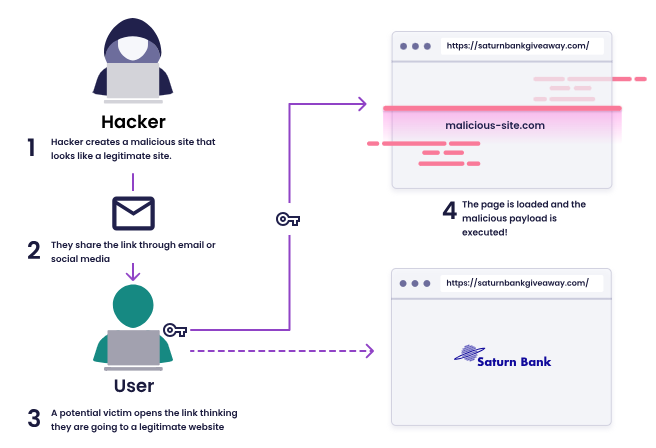 Hacker
1
Hacker creates a malicious site that
looks like a legitimate site.
2
They share the link through email or
social media
User
3
A potential victim opens the link thinking
they are going to a legitimate website
https://saturnbankgiveaway.com/
malicious-site.com
4
The page is loaded and the
malicious payload is
executed!
https://saturnbankgiveaway.com/
Saturn Bank